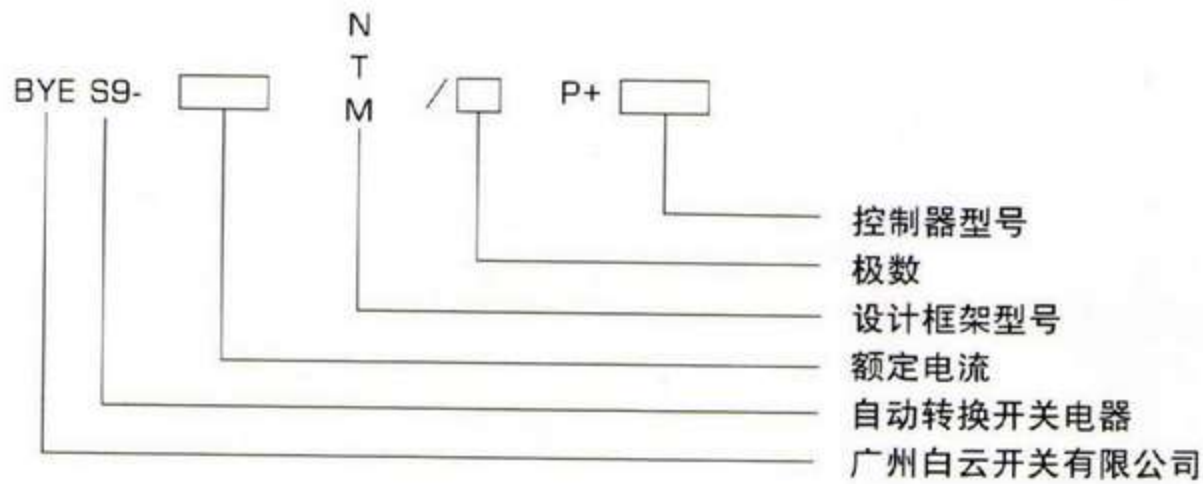 N
T
BYE S9- M / P+
控制器型号
极数
设计框架型号
额定电流
自动转换开关电器
广州白云开关有限公司